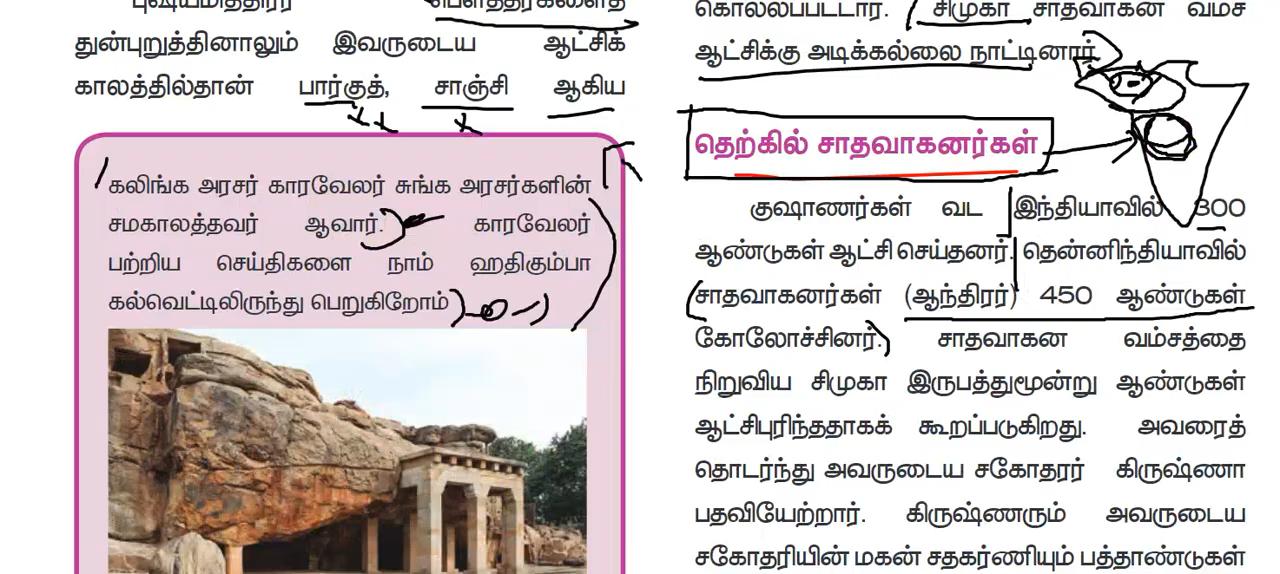 புஷ்யமித்திரர் பௌத்தர்களைத்
துன்புறுத்தினாலும் இவருடைய ஆட்சிக்
காலத்தில்தான் பார்குத், சாஞ்சி ஆகிய
கலிங்க அரசர் காரவேலர் சுங்க அரசர்களின்
சமகாலத்தவர் ஆவார். காரவேலர்
பற்றிய செய்திகளை நாம் ஹதிகும்பா
கல்வெட்டிலிருந்து பெறுகிறோம்
கொல்லப்பட்டார். சிமுகா சாதவாகன வம்ச
ஆட்சிக்கு அடிக்கல்லை நாட்டினார்.
தெற்கில் சாதவாகனர்கள்
குஷாணர்கள் வட இந்தியாவில் 300
ஆண்டுகள் ஆட்சி செய்தனர். தென்னிந்தியாவில்
சாதவாகனர்கள் (ஆந்திரர்) 450 ஆண்டுகள்
கோலோச்சினர். சாதவாகன வம்சத்தை
நிறுவிய சிமுகா இருபத்துமூன்று ஆண்டுகள்
ஆட்சிபுரிந்ததாகக் கூறப்படுகிறது. அவரைத்
தொடர்ந்து அவருடைய சகோதரர் கிருஷ்ணா
பதவியேற்றார். கிருஷ்ணரும் அவருடைய
சகோதரியின் மகன் சதகர்ணியும் பத்தாண்டுகள்